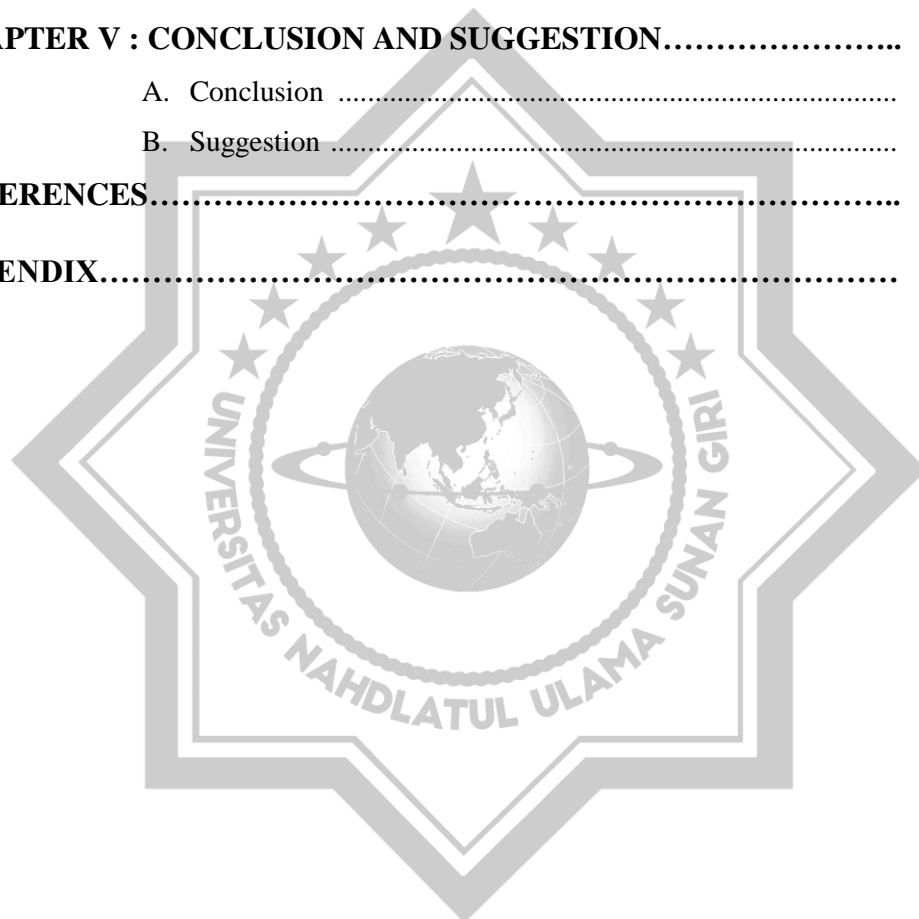 APTER V : CONCLUSION AND SUGGESTION…………………..
A. Conclusion ...............................................................................
B. Suggestion ................................................................................
ERENCES……………………………………………………………..
ENDIX…………………………………………………………………
UNIVERSITAS NAHDLATUL ULAMA SUNAN GIRI